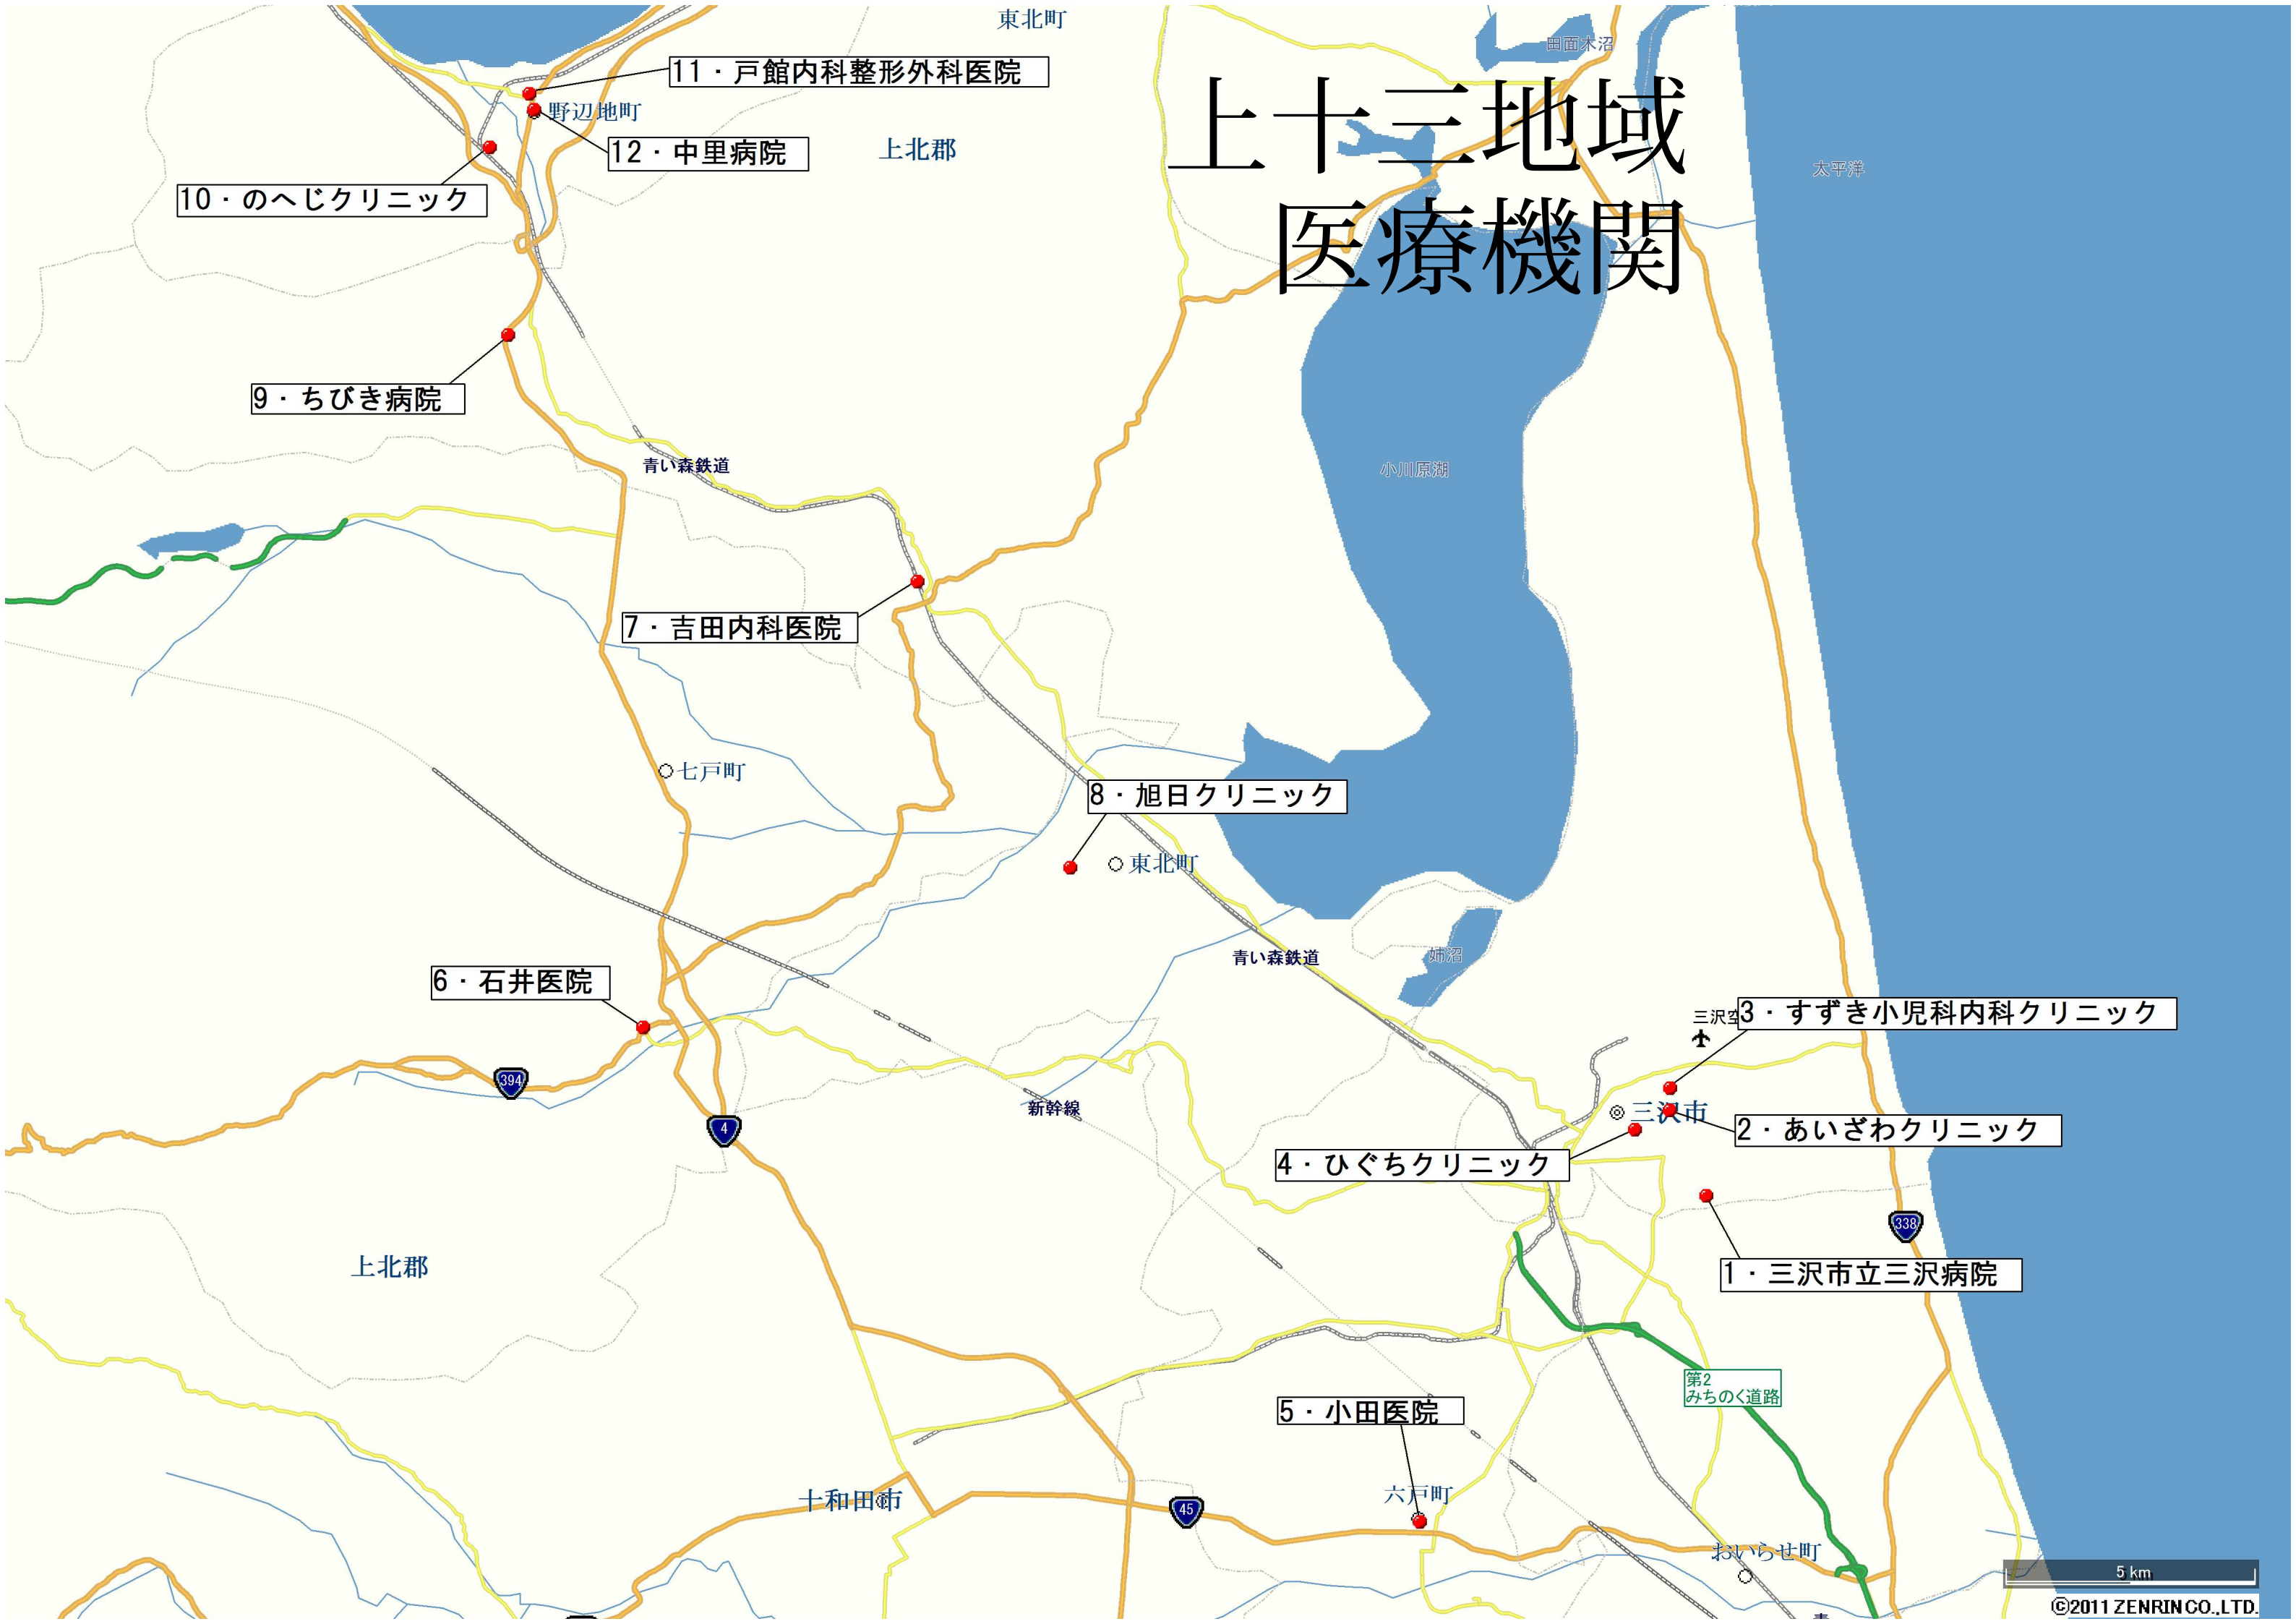 東北町
田面木沼
11・戸館内科整形外科医院
上十三地域
医療機関
野辺地町
12・中里病院
上北郡
太平洋
10・のへじクリニック
9・ちびき病院
青い森鉄道
小川原湖
7・吉田内科医院
七戸町
8・旭日クリニック
東北町
青い森鉄道
姉沼
6・石井医院
三沢空
3・すずき小児科内科クリニック
394
新幹線
三沢市
4
2・あいざわクリニック
4・ひぐちクリニック
338
上北郡
1・三沢市立三沢病院
第2
みちのく道路
5・小田医院
十和田市
45
六戸町
おいらせ町
5 km
©2011 ZENRIN CO.,LTD.